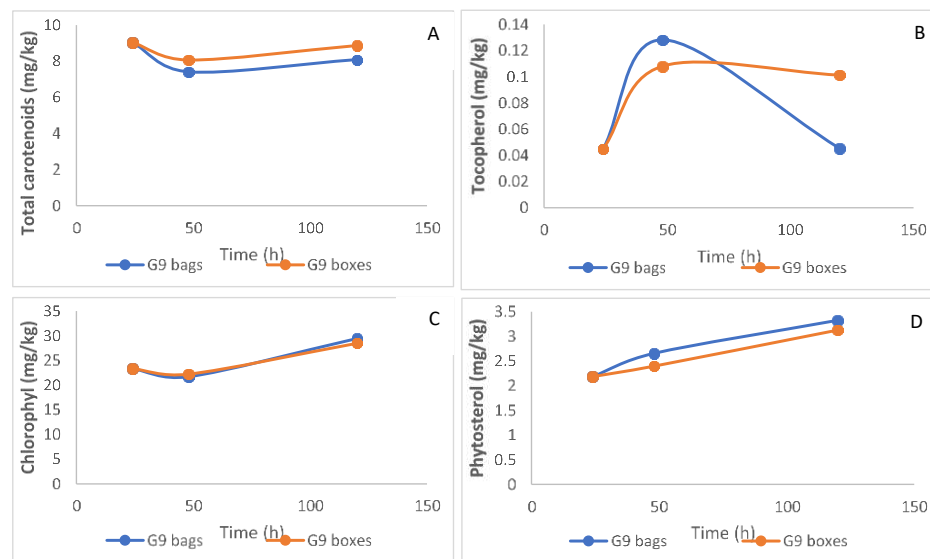 A
Total carotenoids (mg/kg)
10
8
6
4
2
0
0 50 100 150
Time (h)
G9 bags G9 boxes
B
Tocopherol (mg/kg)
0.14
0.12
0.1
0.08
0.06
0.04
0.02
0
0 50 100 150
Time (h)
G9 bags G9 boxes
C
Chlorophyl (mg/kg)
35
30
25
20
15
10
5
0
0 50 100 150
Time (h)
G9 bags G9 boxes
D
Phytosterol (mg/kg)
3.5
3
2.5
2
1.5
1
0.5
0
0 50 100 150
Time (h)
G9 bags G9 boxes